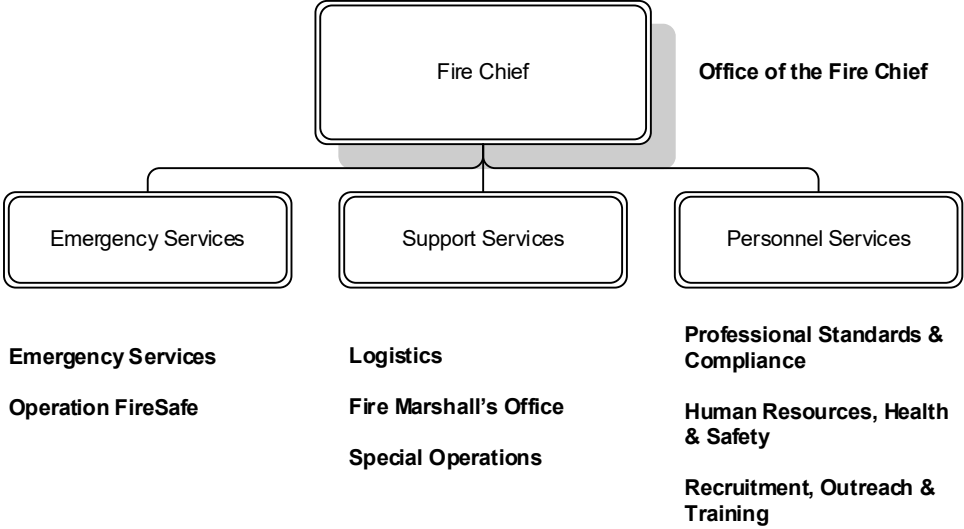 Fire Chief
Office of the Fire Chief
Emergency Services
Support Services
Personnel Services
Emergency Services
Operation FireSafe
Logistics
Fire Marshall's Office
Special Operations
Professional Standards &
Compliance
Human Resources, Health
& Safety
Recruitment, Outreach &
Training